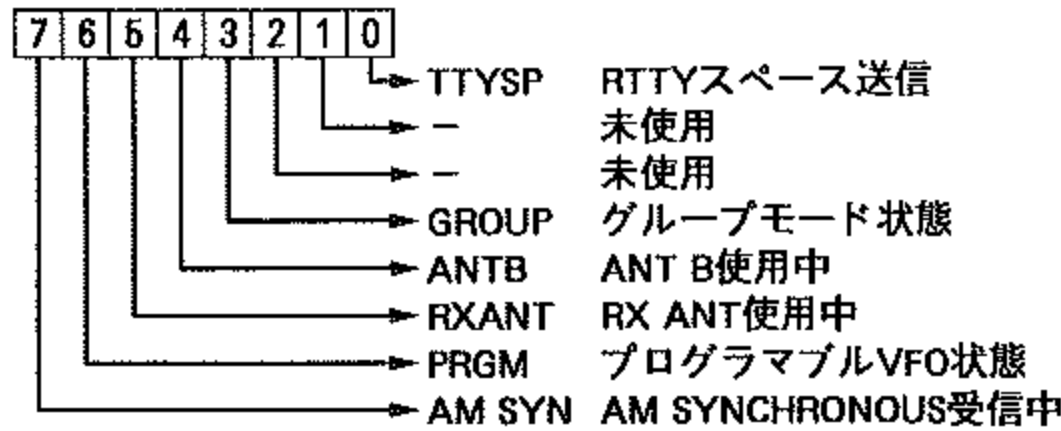 7 6 5 4 3 2 1 0
TTYSP RTTYスペース送信
— 未使用
— 未使用
GROUP グループモード状態
ANTB ANT B使用中
RXANT RX ANT使用中
PRGM プログラマブルVFO状態
AM SYN AM SYNCHRONOUS受信中